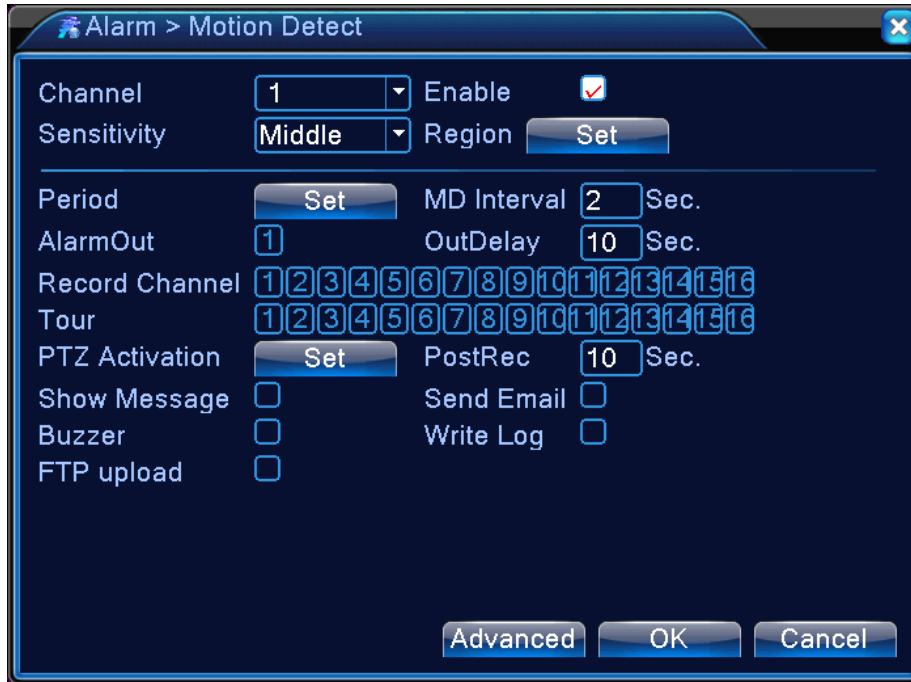 Alarm > Motion Detect
Channel 1 Enable
Sensitivity Middle Region Set
Period Set MD Interval 2 Sec.
AlarmOut 1 OutDelay 10 Sec.
Record Channel 1 2 3 4 5 6 7 8 9 10 11 12 13 14 15 16
Tour 1 2 3 4 5 6 7 8 9 10 11 12 13 14 15 16
PTZ Activation Set PostRec 10 Sec.
Show Message Send Email
Buzzer Write Log
FTP upload
Advanced OK Cancel